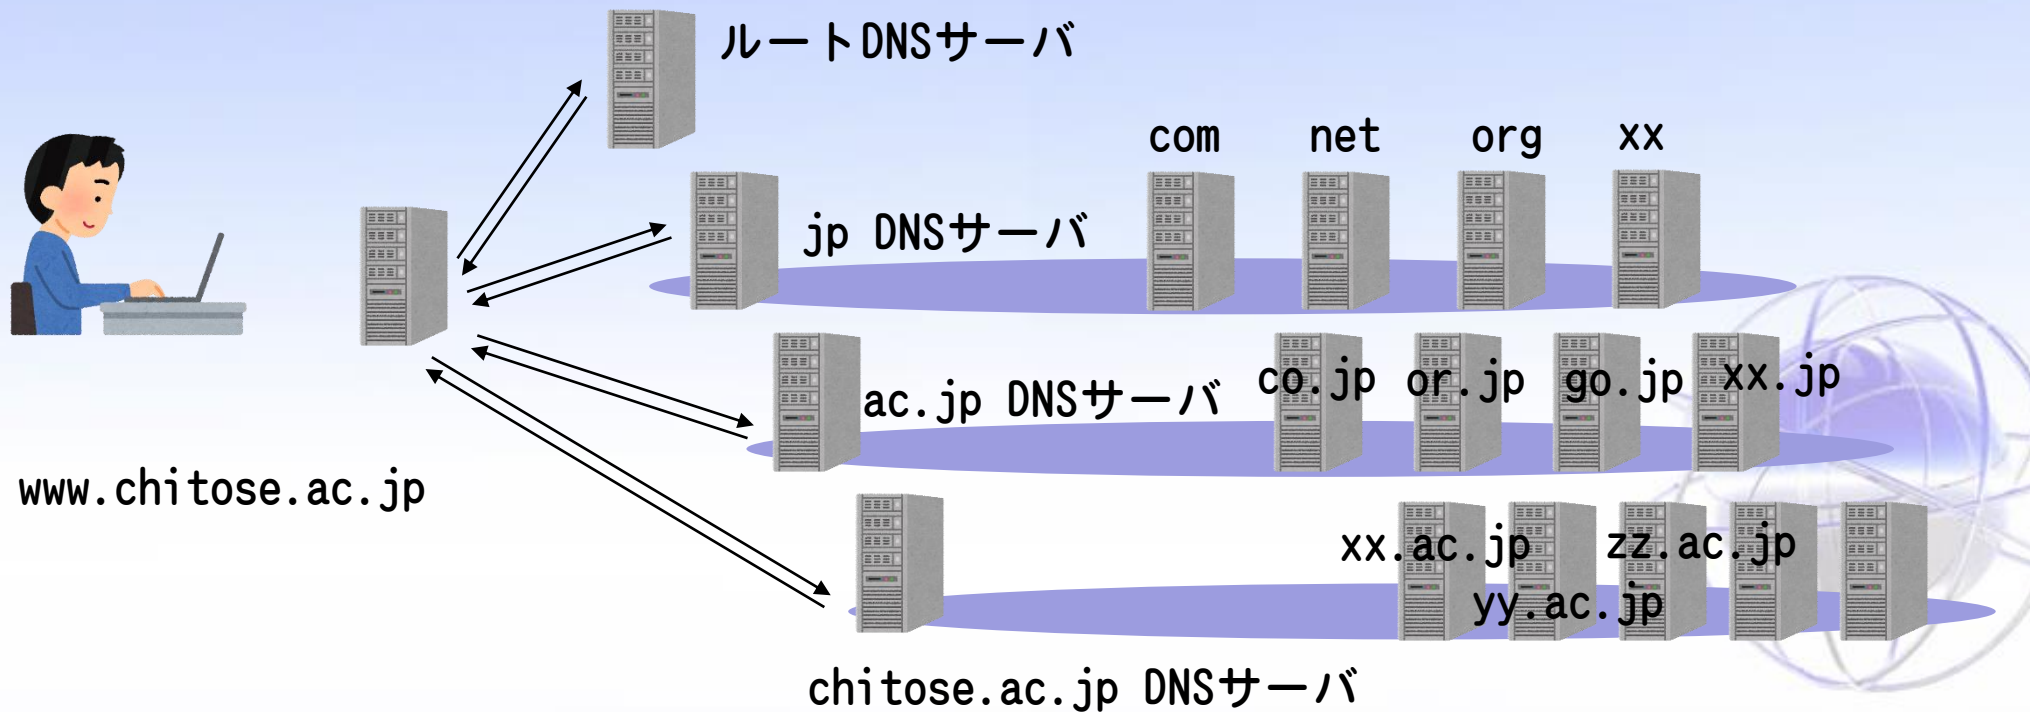 ルートDNSサーバ
com net org xx
jp DNSサーバ
co.jp or.jp go.jp xx.jp
ac.jp DNSサーバ
www.chitose.ac.jp
xx.ac.jp zz.ac.jp
yy.ac.jp
chitose.ac.jp DNSサーバ